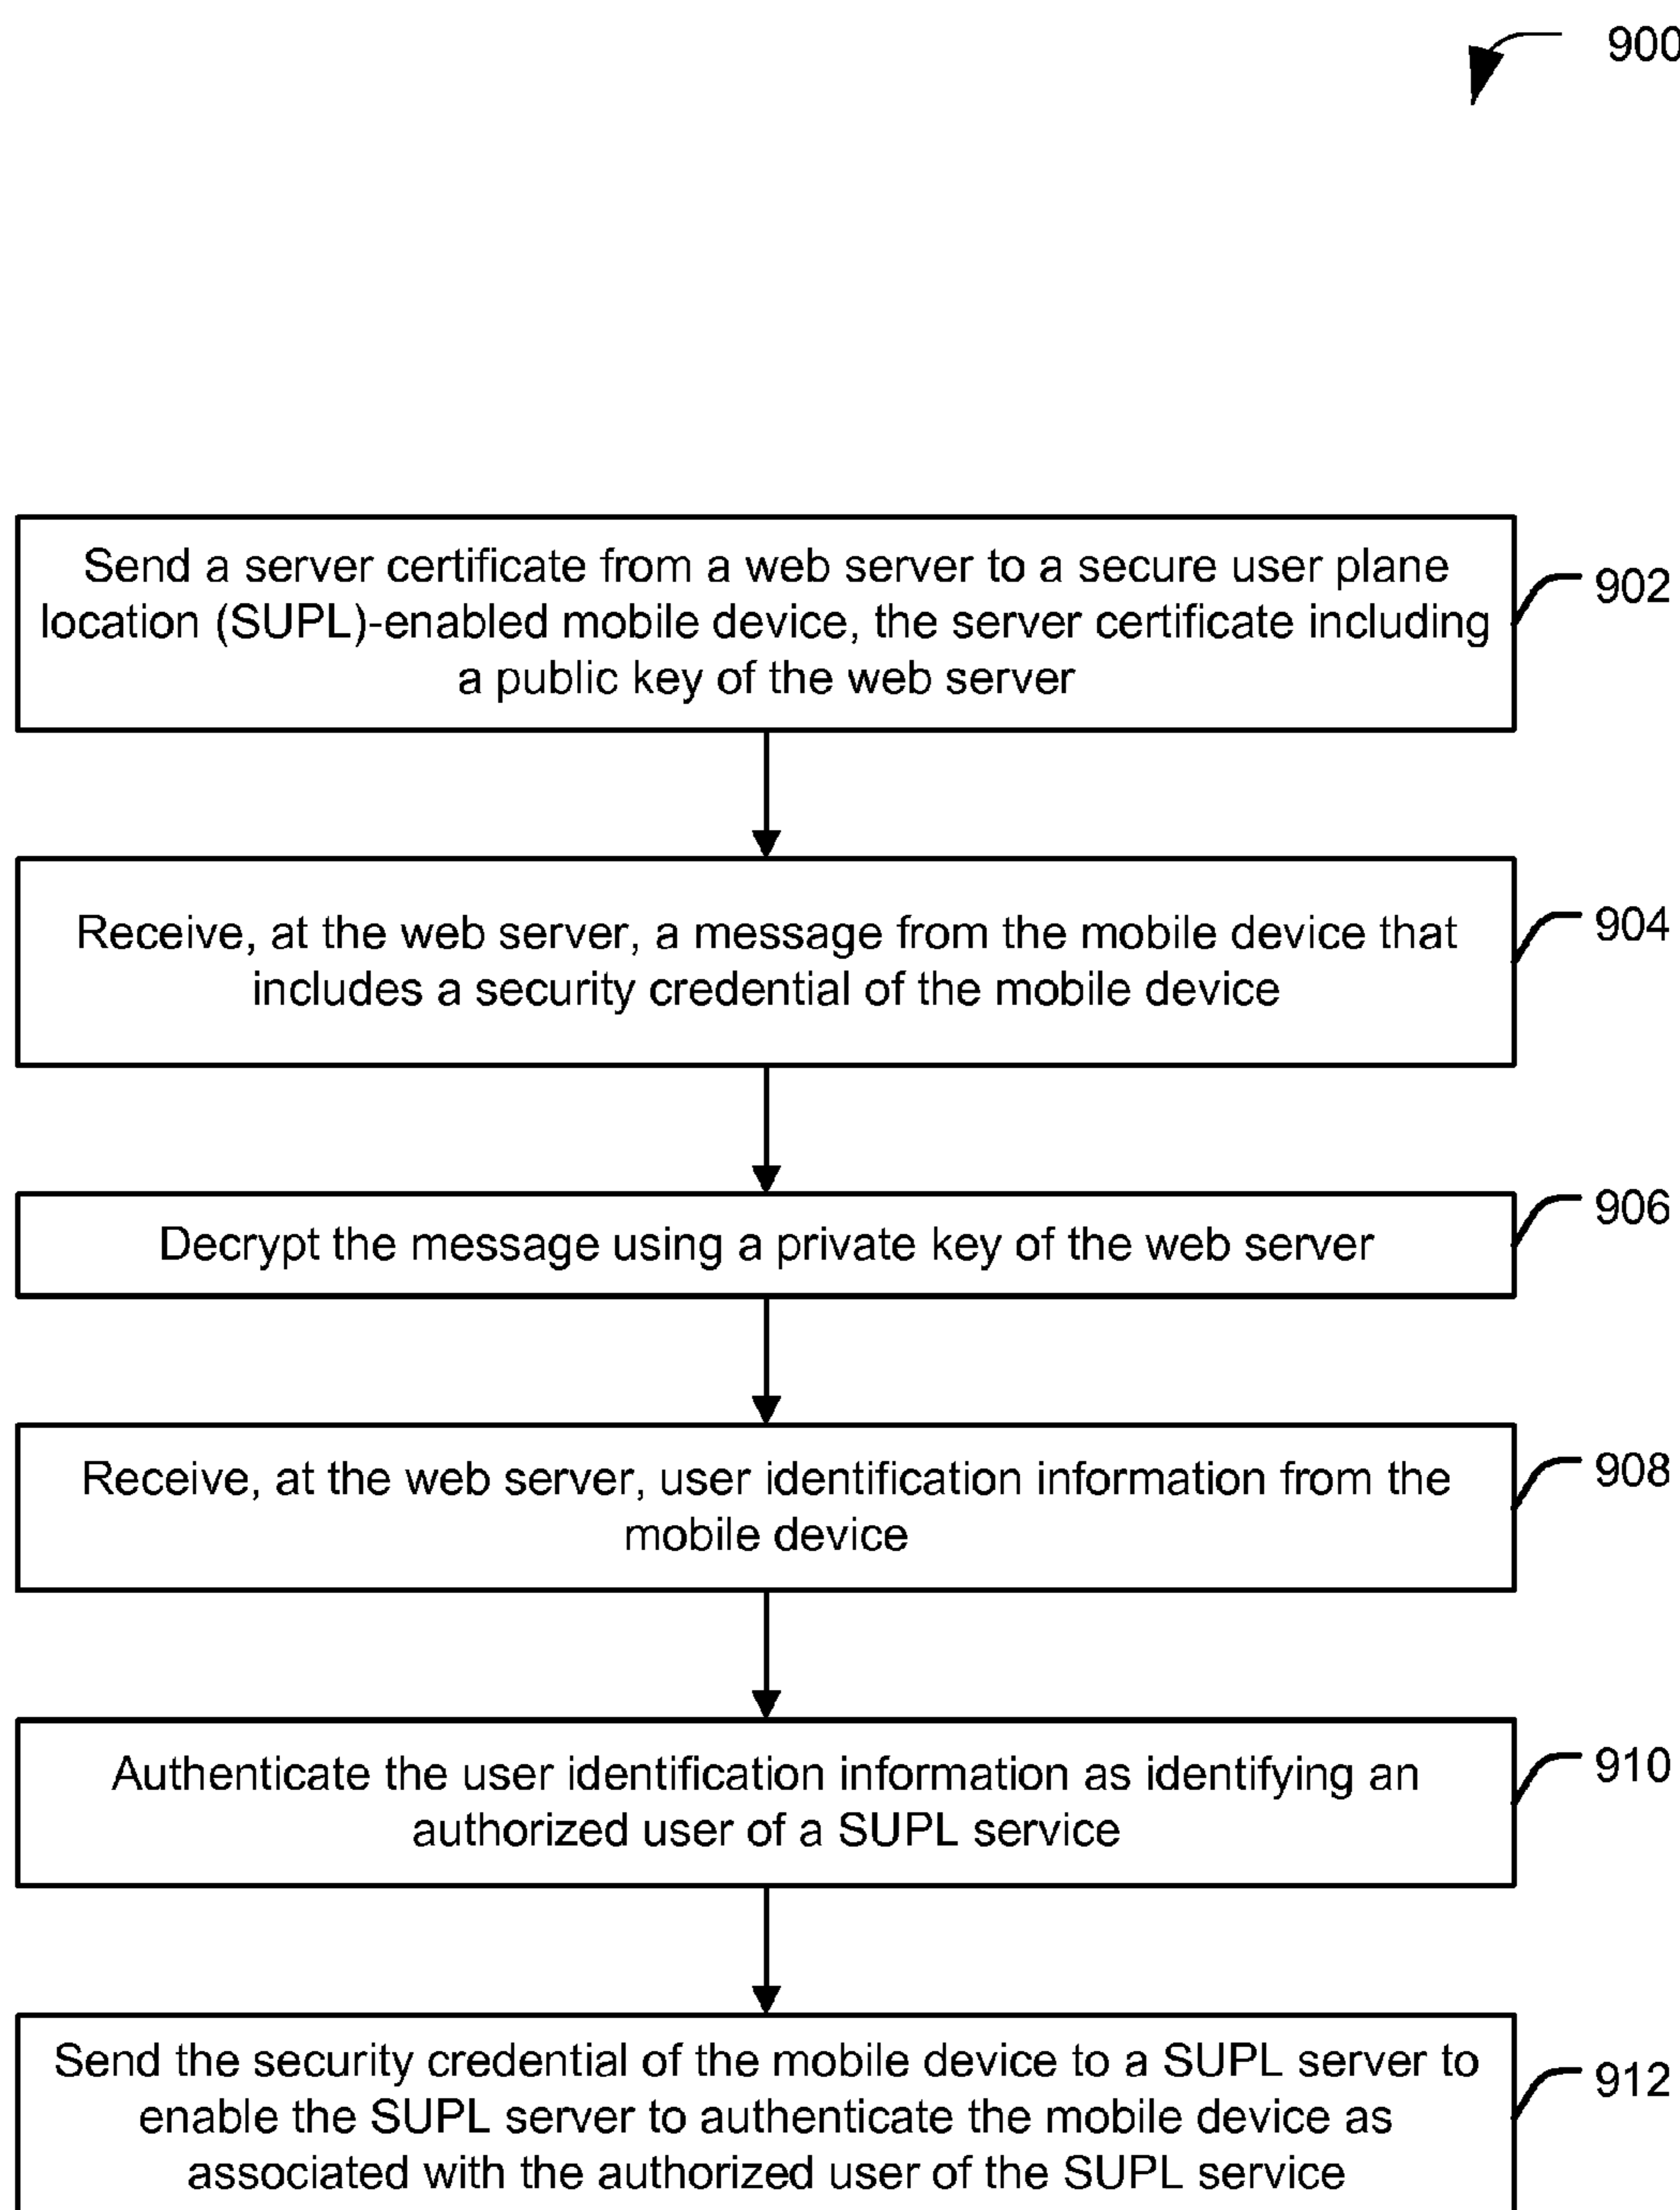 900
Send a server certificate from a web server to a secure user plane
location (SUPL)-enabled mobile device, the server certificate including
a public key of the web server
902
Receive, at the web server, a message from the mobile device that
includes a security credential of the mobile device
904
Decrypt the message using a private key of the web server
906
Receive, at the web server, user identification information from the
mobile device
908
Authenticate the user identification information as identifying an
authorized user of a SUPL service
910
Send the security credential of the mobile device to a SUPL server to
enable the SUPL server to authenticate the mobile device as
associated with the authorized user of the SUPL service
912